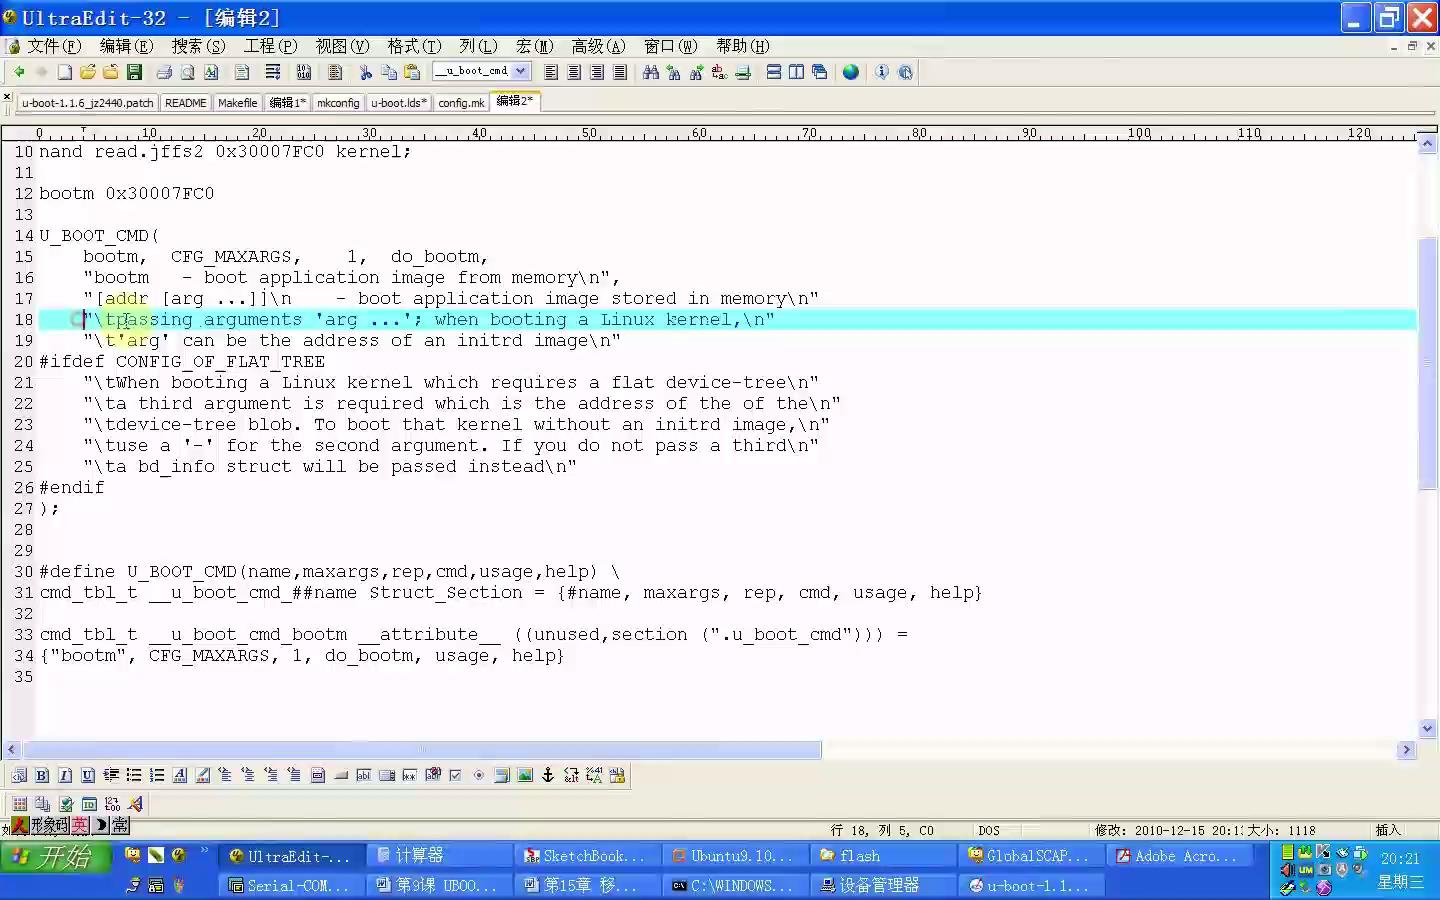 UltraEdit-32 - [编辑2]
文件(F) 编辑(E) 搜索(S) 工程(P) 视图(V) 格式(T) 列(L) 宏(M) 高级(A) 窗口(W) 帮助(H)
__u_boot_cmd
u-boot-1.1.6_jz2440.patch README Makefile 编辑1* mkconfig u-boot.lds* config.mk 编辑2*
0 10 20 30 40 50 60 70 80 90 100 110 120
10 nand read.jffs2 0x30007FC0 kernel;
11
12 bootm 0x30007FC0
13
14 U_BOOT_CMD(
15 bootm, CFG_MAXARGS, 1, do_bootm,
16 "bootm - boot application image from memory\n",
17 "[addr [arg ...]]\n - boot application image stored in memory\n"
18 "\tpassing arguments 'arg ...'; when booting a Linux kernel,\n"
19 "\t'arg' can be the address of an initrd image\n"
20 #ifdef CONFIG_OF_FLAT_TREE
21 "\tWhen booting a Linux kernel which requires a flat device-tree\n"
22 "\ta third argument is required which is the address of the of the\n"
23 "\tdevice-tree blob. To boot that kernel without an initrd image,\n"
24 "\tuse a '-' for the second argument. If you do not pass a third\n"
25 "\ta bd_info struct will be passed instead\n"
26 #endif
27 );
28
29
30 #define U_BOOT_CMD(name,maxargs,rep,cmd,usage,help) \
31 cmd_tbl_t __u_boot_cmd_##name Struct_Section = {#name, maxargs, rep, cmd, usage, help}
32
33 cmd_tbl_t __u_boot_cmd_bootm __attribute__ ((unused,section (".u_boot_cmd"))) =
34 {"bootm", CFG_MAXARGS, 1, do_bootm, usage, help}
35
形象码 英 常
行 18, 列 5, C0 DOS 修改: 2010-12-15 20:1 大小: 1118 插入
开始 UltraEdit-... 计算器 SketchBook... Ubuntu9.10... flash GlobalSCAP... Adobe Acro... 20:21
Serial-COM... 第9课 UBOO... 第15章 移... C:\WINDOWS... 设备管理器 u-boot-1.1... 星期三